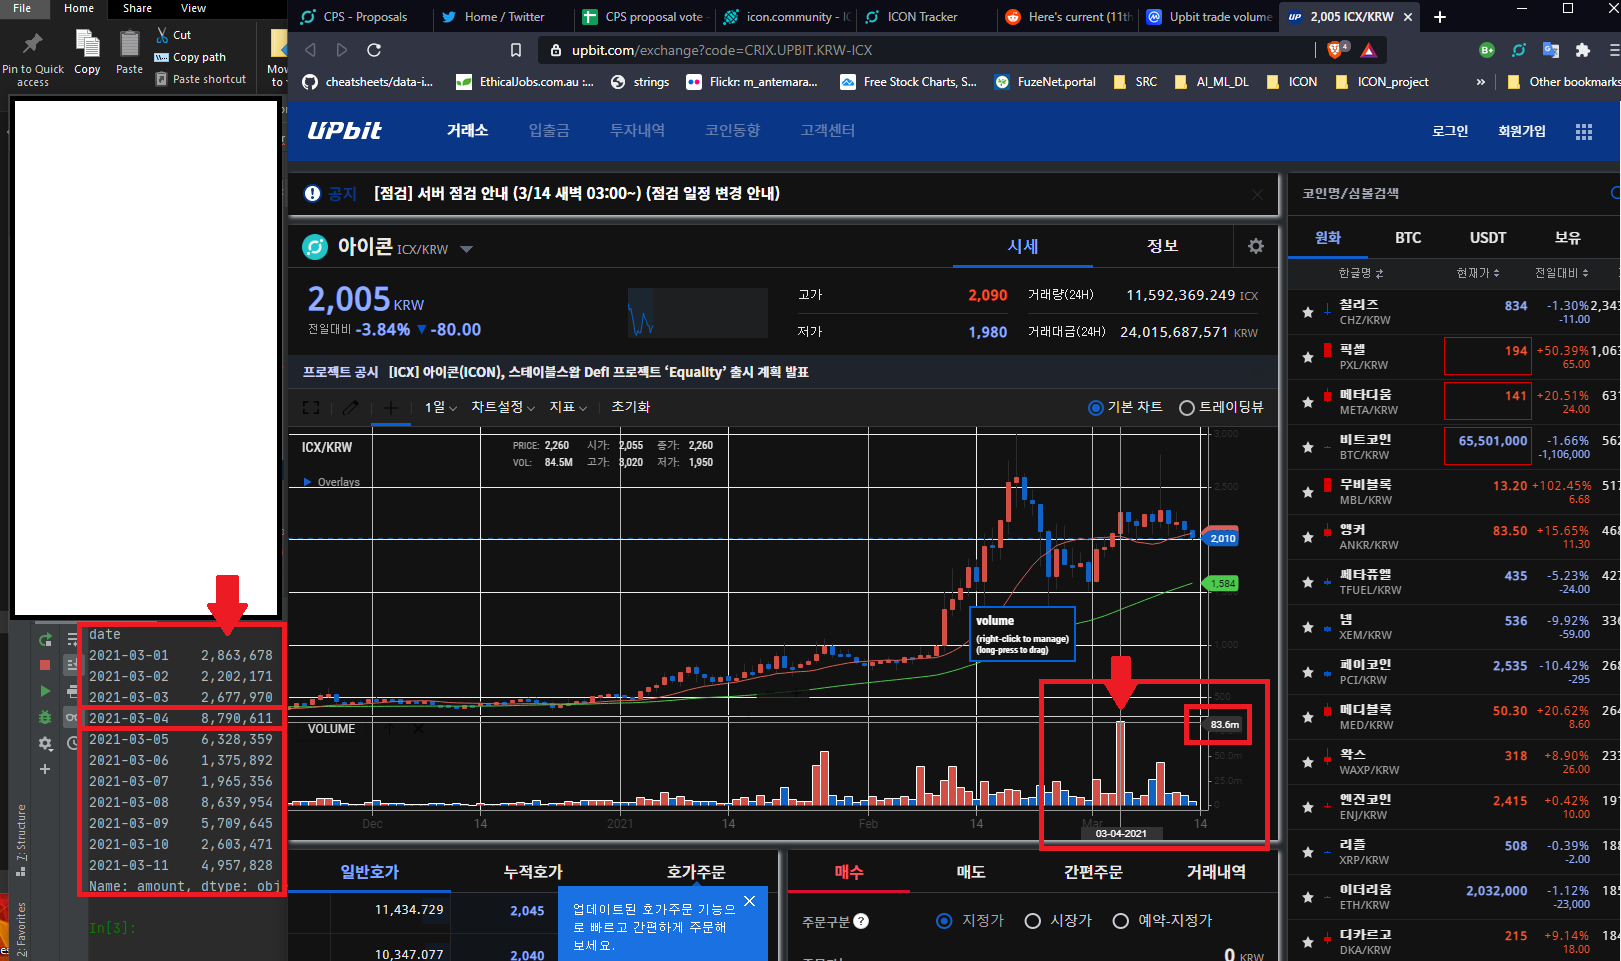 File Home Share View
Pin to Quick access
Copy
Paste
Cut
Copy path
Paste shortcut
CPS - Proposals
Home / Twitter
CPS proposal vote -
icon.community - IC
ICON Tracker
Here's current (11th
Upbit trade volume
2,005 ICX/KRW
upbit.com/exchange?code=CRIX.UPBIT.KRW-ICX
cheatsheets/data-i...
EthicalJobs.com.au :...
strings
Flickr: m_antemara...
Free Stock Charts, S...
FuzeNet.portal
SRC
AI_ML_DL
ICON
ICON_project
»
Other bookmarks
UPbit
거래소 입출금 투자내역 코인동향 고객센터
로그인 회원가입
공지 [점검] 서버 점검 안내 (3/14 새벽 03:00~) (점검 일정 변경 안내)
아이콘 ICX/KRW
시세 정보
2,005 KRW
전일대비 -3.84% ▼ -80.00
고가 2,090
저가 1,980
거래량(24H) 11,592,369.249 ICX
거래대금(24H) 24,015,687,571 KRW
프로젝트 공시 [ICX] 아이콘(ICON), 스테이블스왑 Defi 프로젝트 ‘Equality’ 출시 계획 발표
1일 차트설정 지표 초기화
기본 차트 트레이딩뷰
ICX/KRW
PRICE: 2,260 시가: 2,055 종가: 2,260
VOL: 84.5M 고가: 3,020 저가: 1,950
Overlays
3,000
2,500
2,010
1,584
1,000
500
volume
(right-click to manage)
(long-press to drag)
VOLUME
83.6m
50.0m
25.0m
0
Dec 14 2021 14 Feb 14 Mar 14
03-04-2021
date
2021-03-01 2,863,678
2021-03-02 2,202,171
2021-03-03 2,677,970
2021-03-04 8,790,611
2021-03-05 6,328,359
2021-03-06 1,375,892
2021-03-07 1,965,356
2021-03-08 8,639,954
2021-03-09 5,709,645
2021-03-10 2,603,471
2021-03-11 4,957,828
Name: amount, dtype: obj
In[3]:
7: Structure
2: Favorites
일반호가 누적호가 호가주문
11,434.729 2,045
10,347.077 2,040
업데이트된 호가주문 기능으
로 빠르고 간편하게 주문해
보세요.
매수 매도 간편주문 거래내역
주문구분 지정가 시장가 예약-지정가
0 KRW
코인명/심볼검색
원화 BTC USDT 보유
한글명 현재가 전일대비
칠리즈 834 -1.30%
CHZ/KRW -11.00
픽셀 194 +50.39%
PXL/KRW 65.00
메타디움 141 +20.51%
META/KRW 24.00
비트코인 65,501,000 -1.66%
BTC/KRW -1,106,000
무비블록 13.20 +102.45%
MBL/KRW 6.68
앵커 83.50 +15.65%
ANKR/KRW 11.30
쎄타퓨엘 435 -5.23%
TFUEL/KRW -24.00
넴 536 -9.92%
XEM/KRW -59.00
페이코인 2,535 -10.42%
PCI/KRW -295
메디블록 50.30 +20.62%
MED/KRW 8.60
왁스 318 +8.90%
WAXP/KRW 26.00
엔진코인 2,415 +0.42%
ENJ/KRW 10.00
리플 508 -0.39%
XRP/KRW -2.00
이더리움 2,032,000 -1.12%
ETH/KRW -23,000
디카르고 215 +9.14%
DKA/KRW 18.00